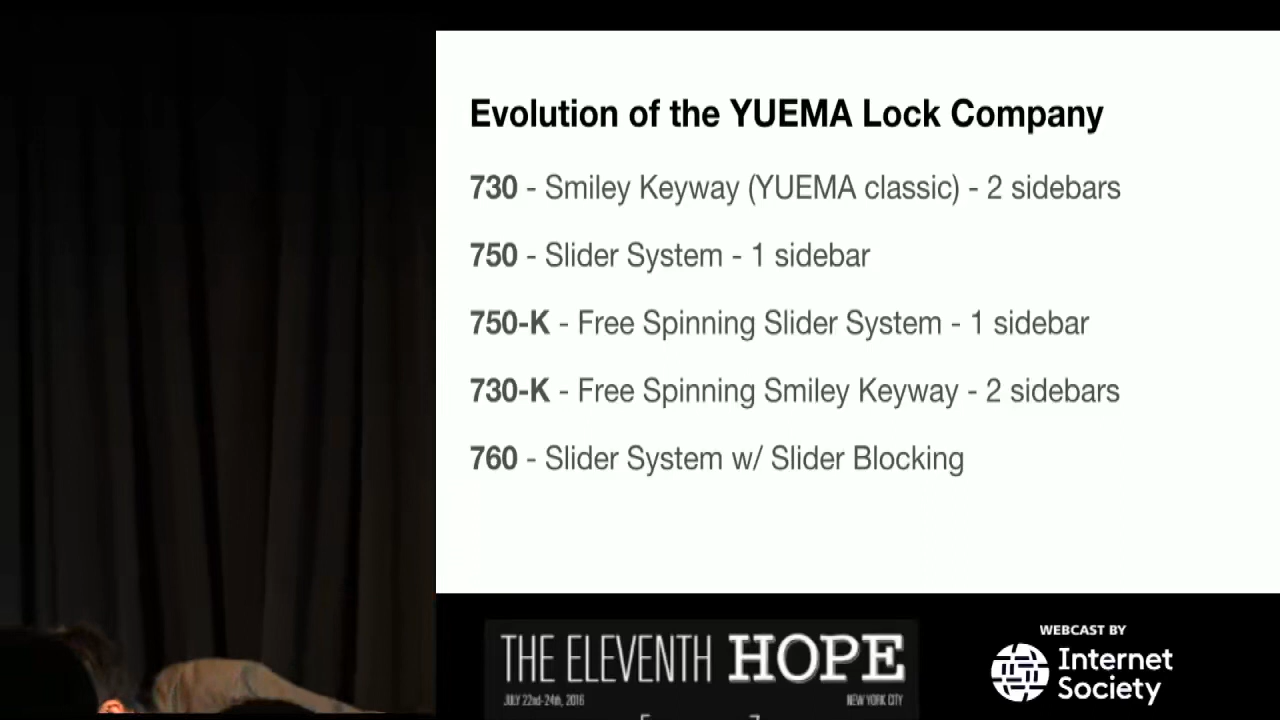 Evolution of the YUEMA Lock Company
730 - Smiley Keyway (YUEMA classic) - 2 sidebars
750 - Slider System - 1 sidebar
750-K - Free Spinning Slider System - 1 sidebar
730-K - Free Spinning Smiley Keyway - 2 sidebars
760 - Slider System w/ Slider Blocking
THE ELEVENTH HOPE
JULY 22nd-24th, 2016 NEW YORK CITY
WEBCAST BY
Internet
Society